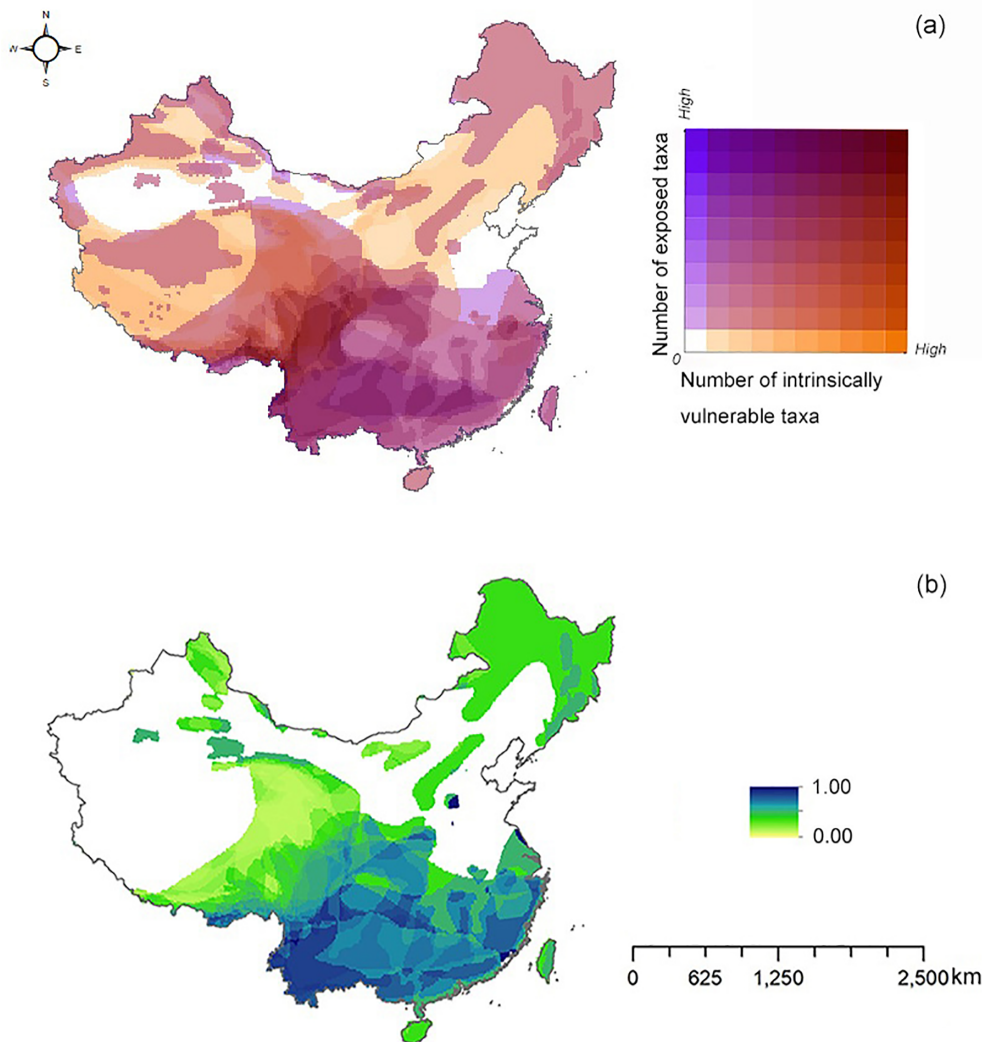 (a)
N
W E
S
High
Number of exposed taxa
0
High
Number of intrinsically
vulnerable taxa
(b)
1.00
0.00
0 625 1,250 2,500km